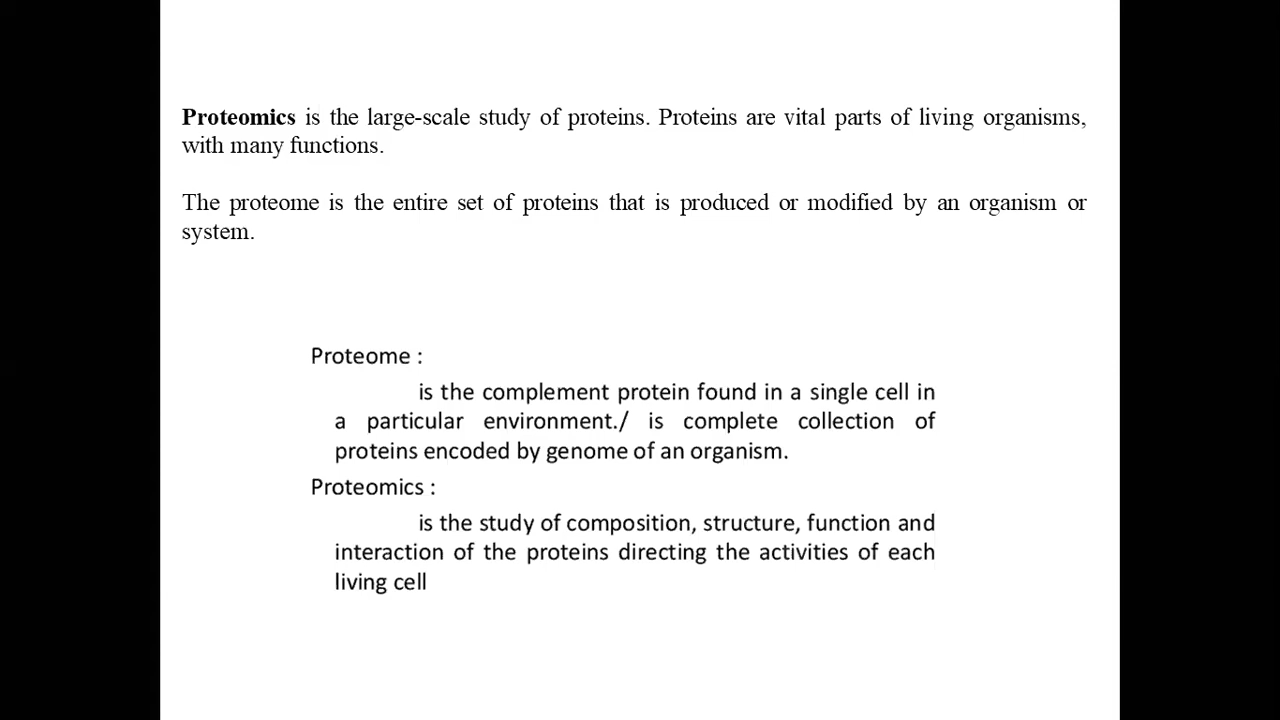 Proteomics is the large-scale study of proteins. Proteins are vital parts of living organisms,
with many functions.
The proteome is the entire set of proteins that is produced or modified by an organism or
system.
Proteome :
is the complement protein found in a single cell in
a particular environment./ is complete collection of
proteins encoded by genome of an organism.
Proteomics :
is the study of composition, structure, function and
interaction of the proteins directing the activities of each
living cell